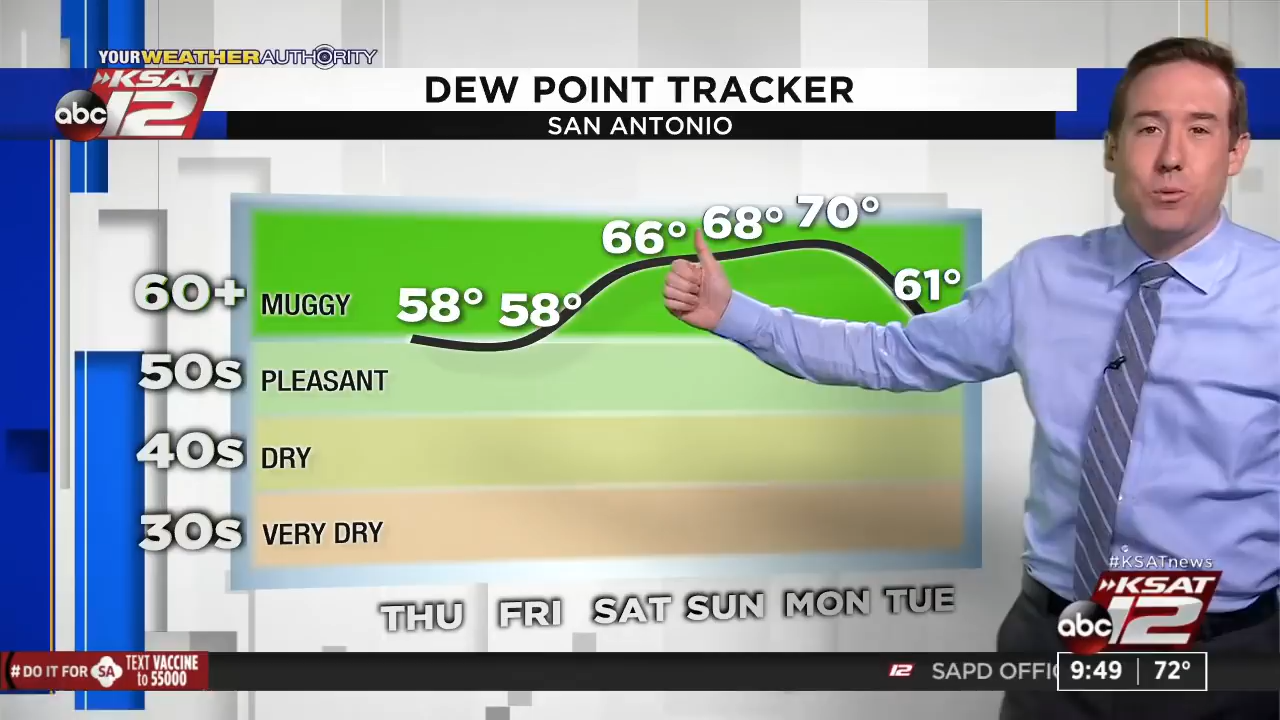 YOURWEATHERAUTHORITY
KSAT
abc 12
DEW POINT TRACKER
SAN ANTONIO
66° 68° 70°
58° 58° 61°
60+ MUGGY
50s PLEASANT
40s DRY
30s VERY DRY
THU FRI SAT SUN MON TUE
#KSATnews
KSAT
abc 12
#DO IT FOR SA TEXT VACCINE to 55000
12 SAPD OFFIC
9:49 72°